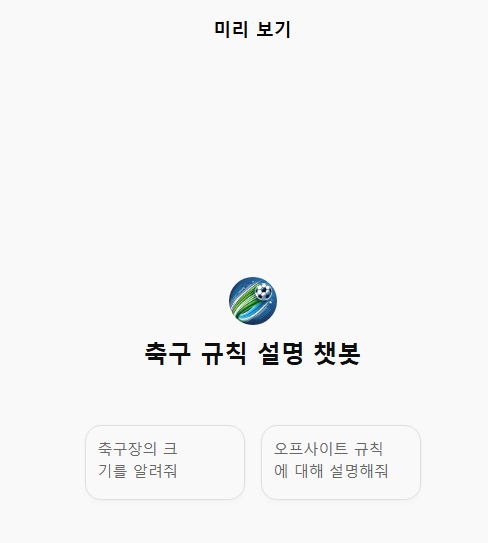 미리 보기
축구 규칙 설명 챗봇
축구장의 크
기를 알려줘
오프사이트 규칙
에 대해 설명해줘